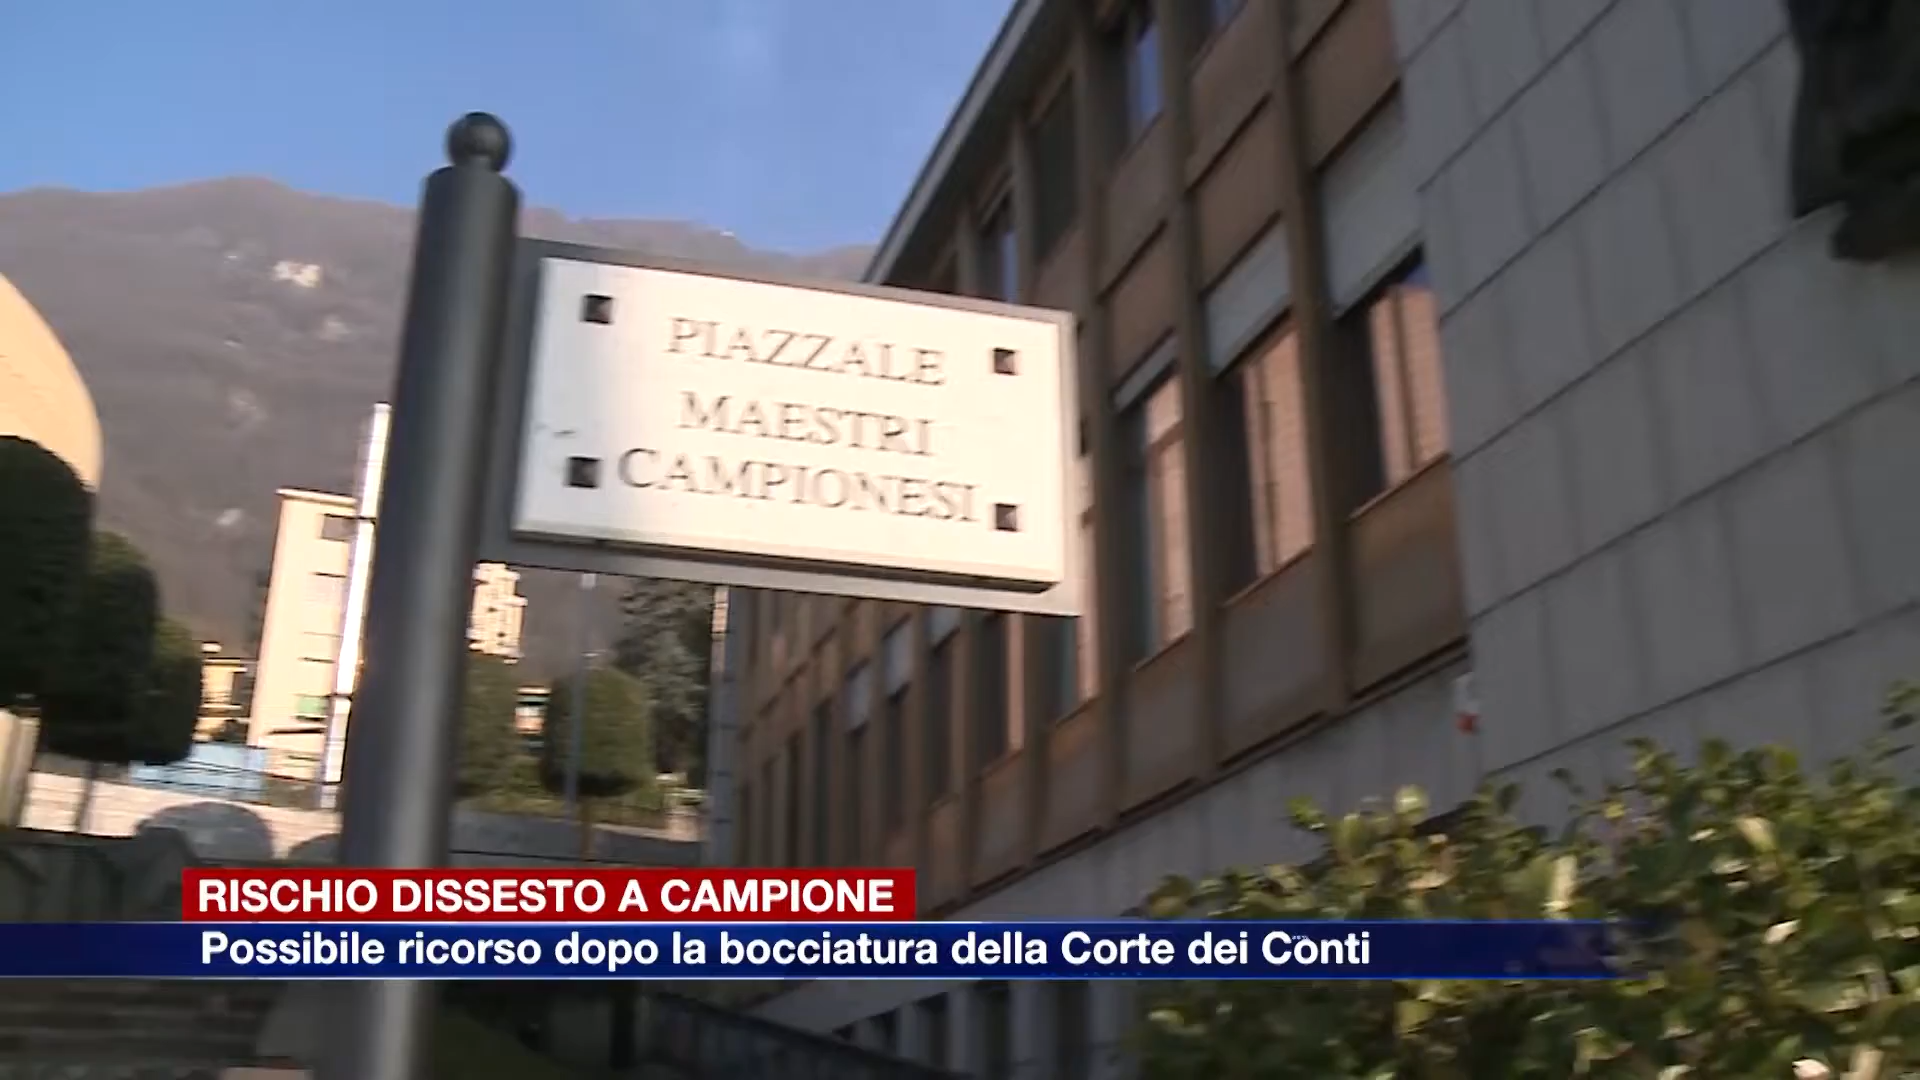 PIAZZALE
MAESTRI
CAMPIONESI
RISCHIO DISSESTO A CAMPIONE
Possibile ricorso dopo la bocciatura della Corte dei Conti